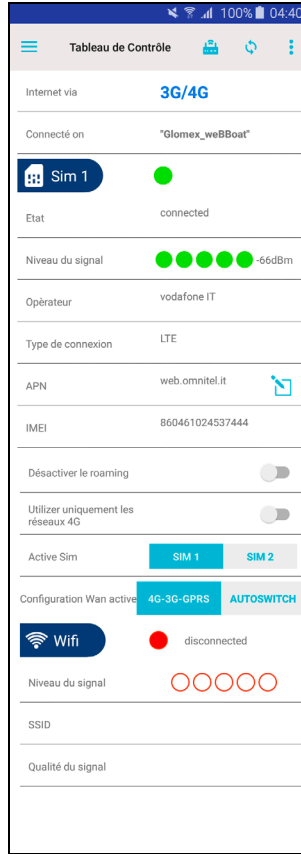 100% 04:40
Tableau de Contrôle
Internet via 3G/4G
Connecté on "Glomex_weBBoat"
Sim 1
Etat connected
Niveau du signal -66dBm
Opèrateur vodafone IT
Type de connexion LTE
APN web.omnitel.it
IMEI 860461024537444
Désactiver le roaming
Utilizer uniquement les
réseaux 4G
Active Sim SIM 1 SIM 2
Configuration Wan active 4G-3G-GPRS AUTOSWITCH
Wifi disconnected
Niveau du signal
SSID
Qualité du signal